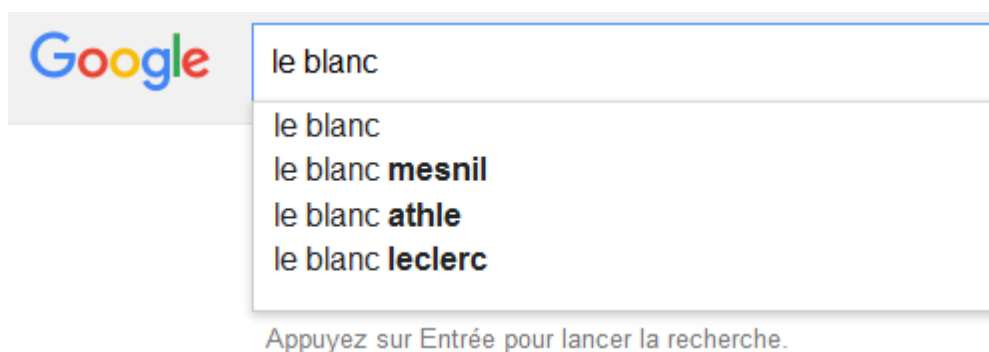 Google
le blanc
le blanc
le blanc mesnil
le blanc athle
le blanc leclerc
Appuyez sur Entrée pour lancer la recherche.